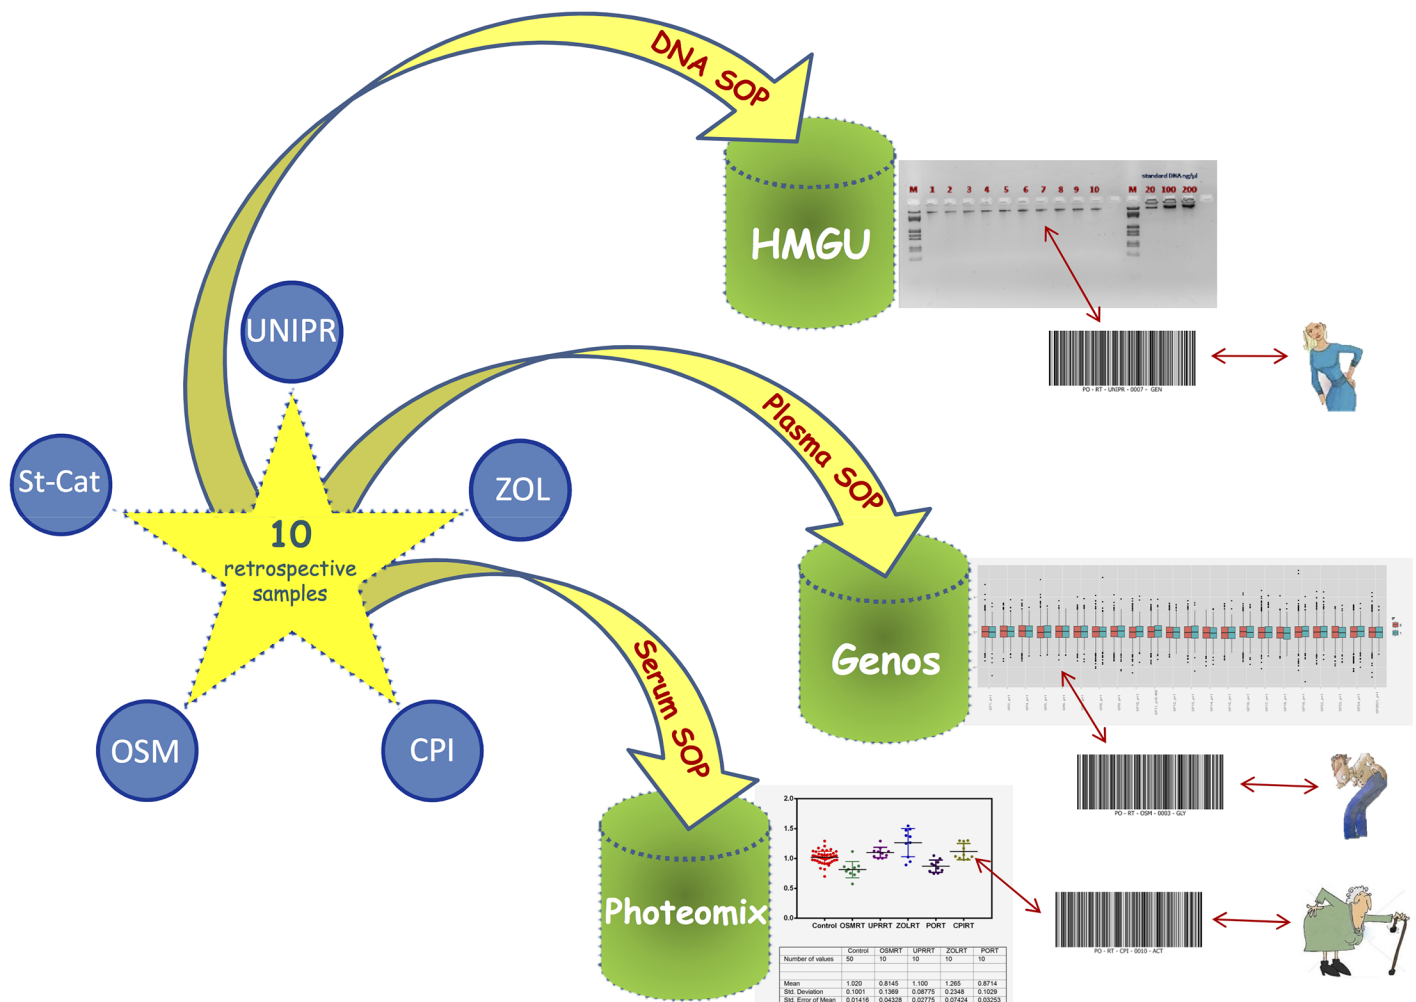 DNA SOP
HMGU
standard DNA ng/µl
M 1 2 3 4 5 6 7 8 9 10 M 20 100 200
PO - RT - UNIPR - 0007 - GEN
UNIPR
St-Cat
ZOL
10
retrospective
samples
OSM
CPI
Plasma SOP
Genos
PO - RT - OSM - 0003 - GLY
Serum SOP
Photeomix
2.0
1.5
1.0
0.5
0.0
Control OSMRT UPRRT ZOLRT PORT CPIRT
PO - RT - CPI - 0010 - ACT
Control OSMRT UPRRT ZOLRT PORT
Number of values 50 10 10 10 10
Mean 1.020 0.8145 1.100 1.265 0.8714
Std. Deviation 0.1001 0.1369 0.08775 0.2348 0.1029
Std. Error of Mean 0.01416 0.04328 0.02775 0.07424 0.03253